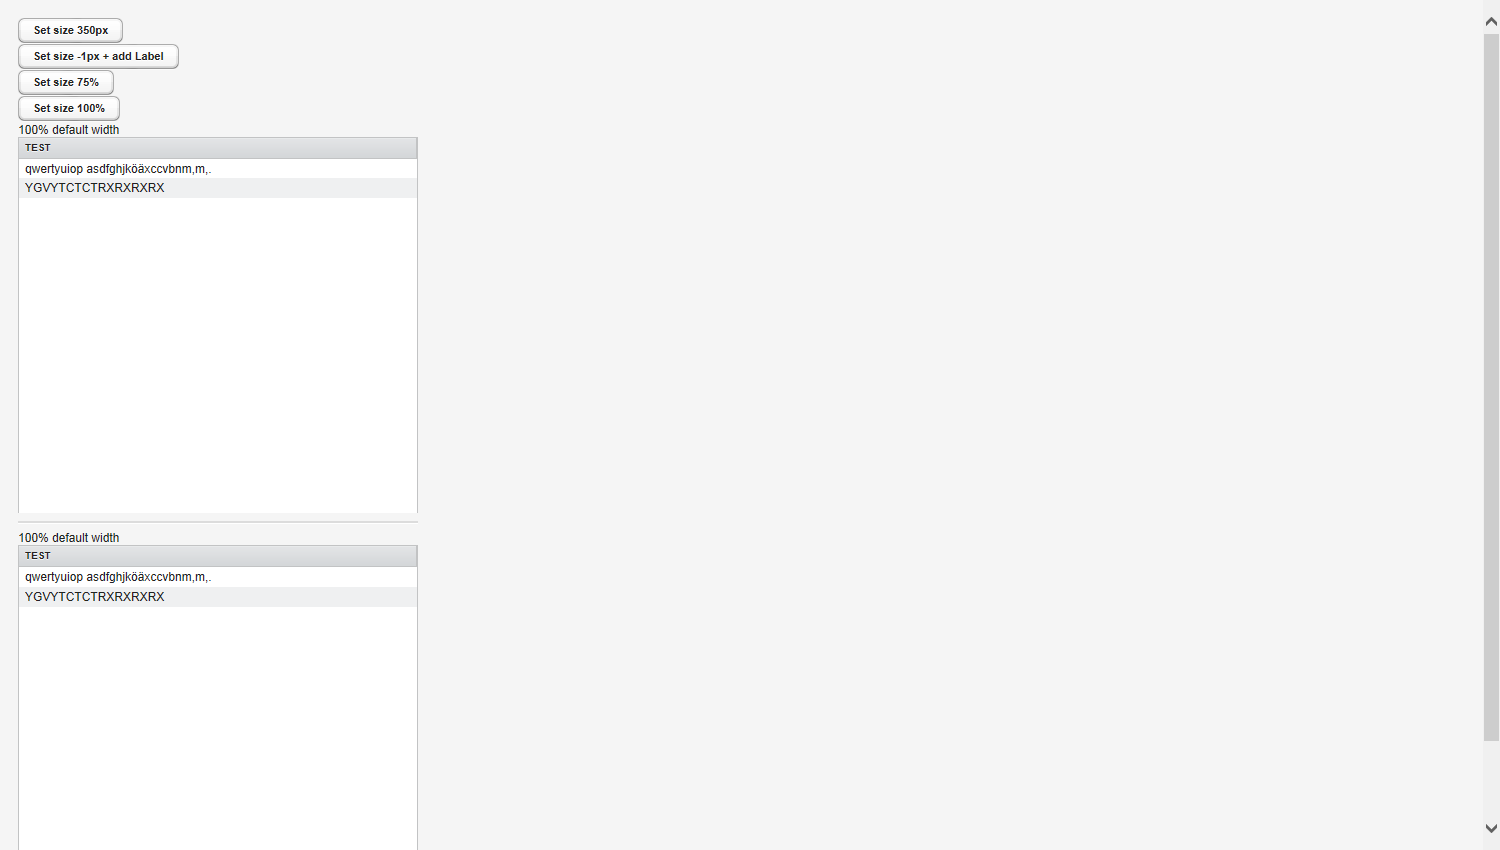 Set size 350px
Set size -1px + add Label
Set size 75%
Set size 100%
100% default width
TEST
qwertyuiop asdfghjköäxccvbnm,m,.
YGVYTCTCTRXRXRXRX
100% default width
TEST
qwertyuiop asdfghjköäxccvbnm,m,.
YGVYTCTCTRXRXRXRX